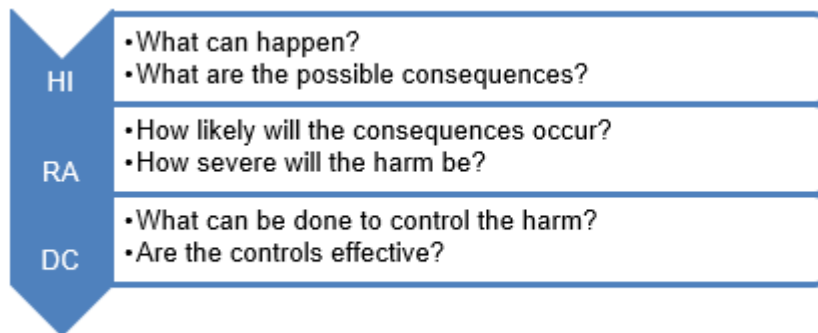 HI
•What can happen?
•What are the possible consequences?
RA
•How likely will the consequences occur?
•How severe will the harm be?
DC
•What can be done to control the harm?
•Are the controls effective?